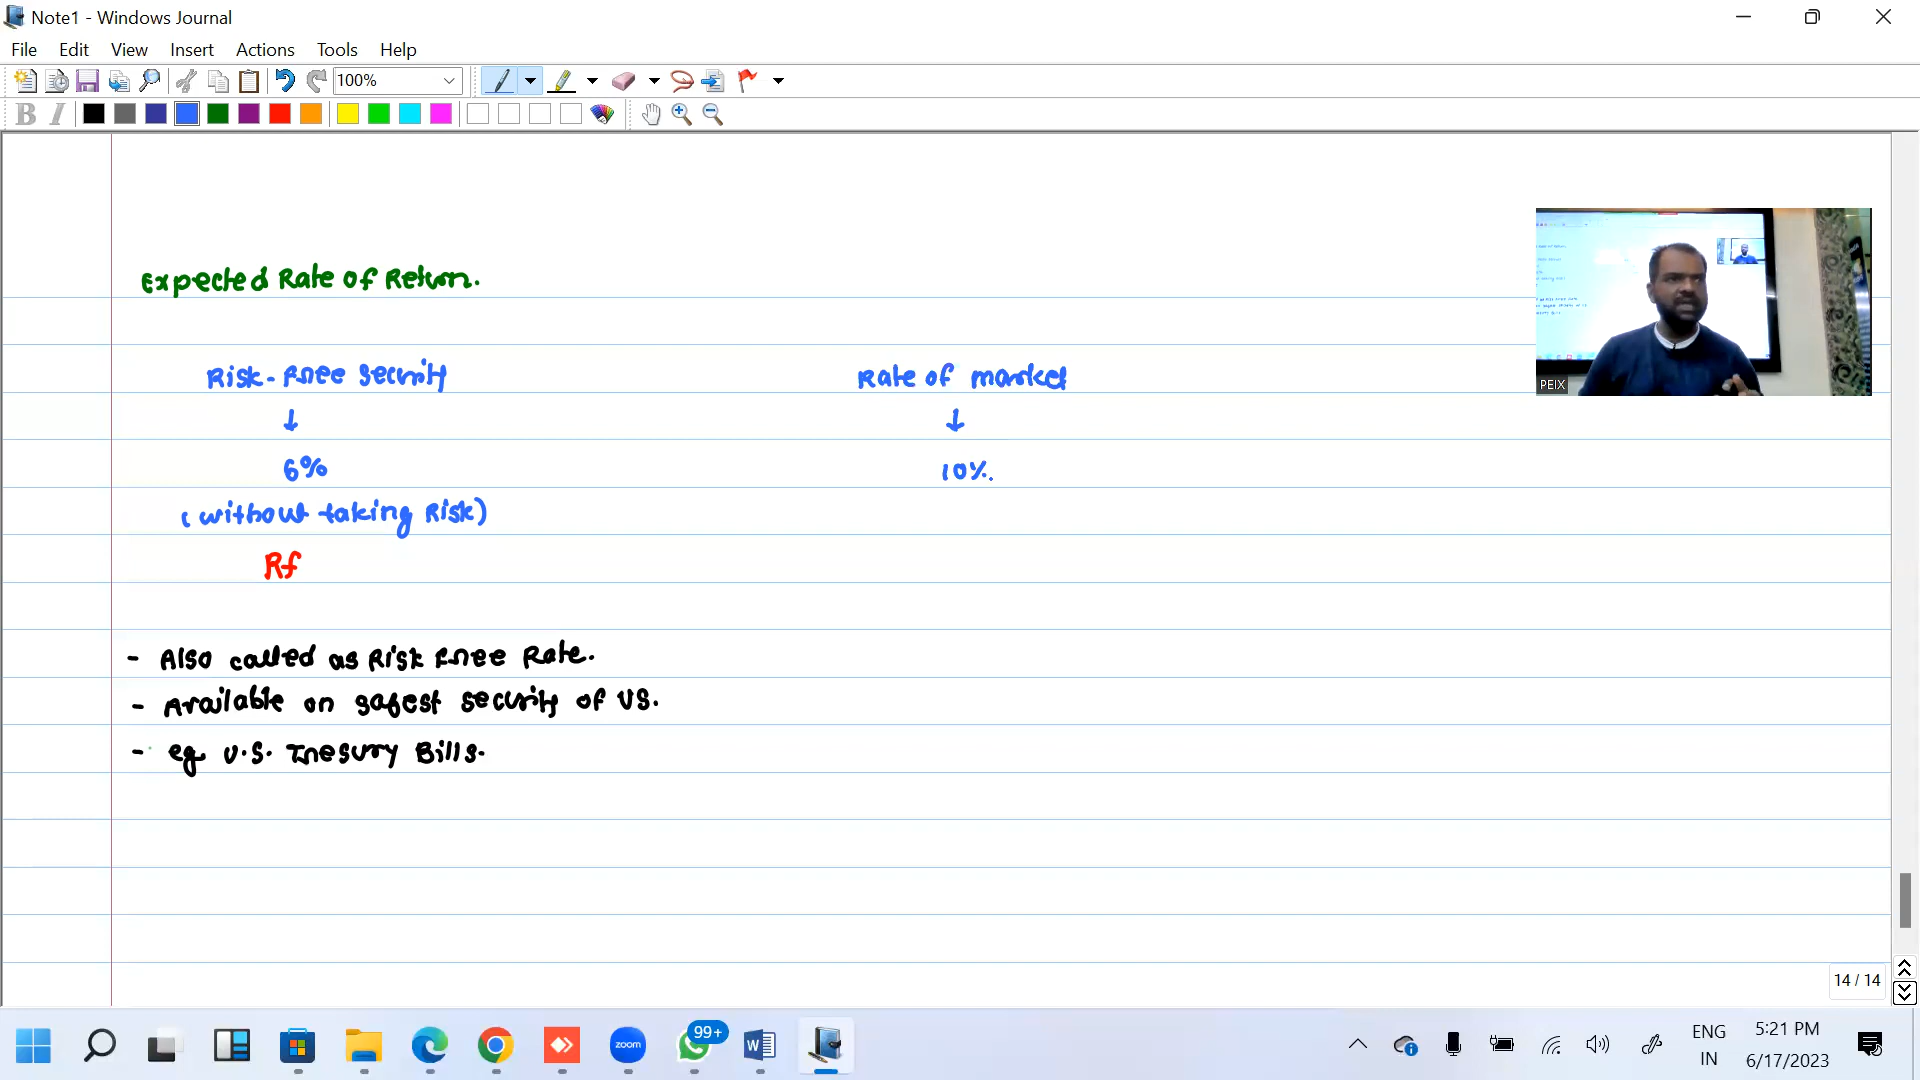 Note1 - Windows Journal
File Edit View Insert Actions Tools Help
100%
B I
Expected Rate of Return.
Risk-free security
↓
6%
(without taking Risk)
Rf
Rate of market
↓
10%.
PEIX
- Also called as Risk free Rate.
- Available on safest security of US.
- eg U.S. Tresury Bills.
14 / 14
zoom
99+
ENG
IN
5:21 PM
6/17/2023